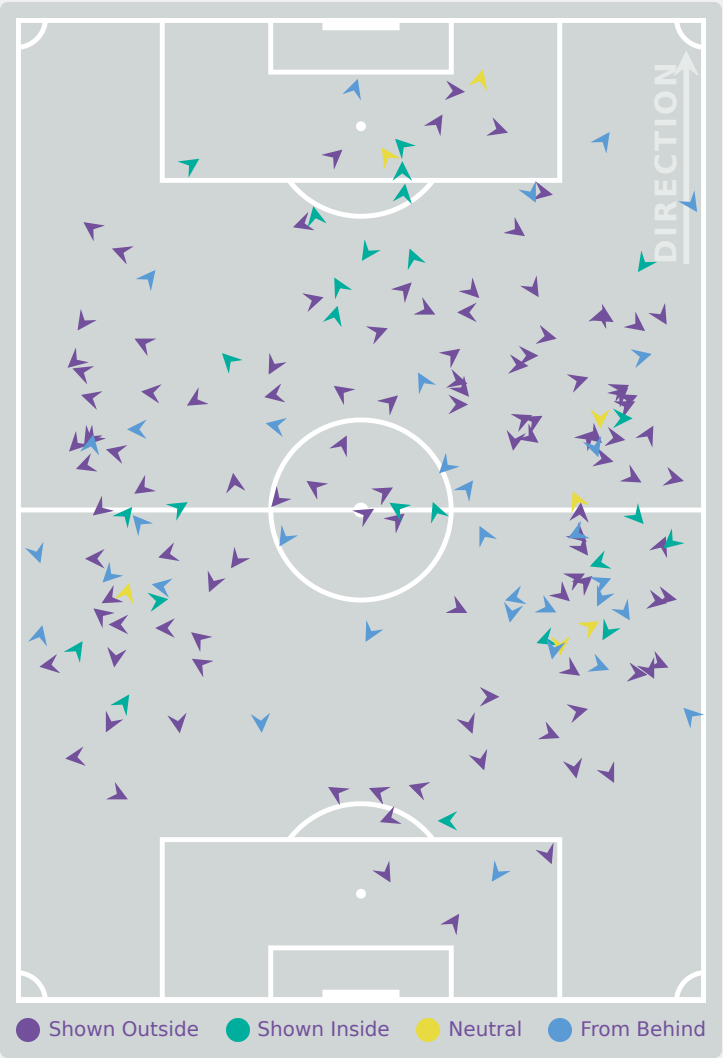 DIRECTION
Shown Outside
Shown Inside
Neutral
From Behind